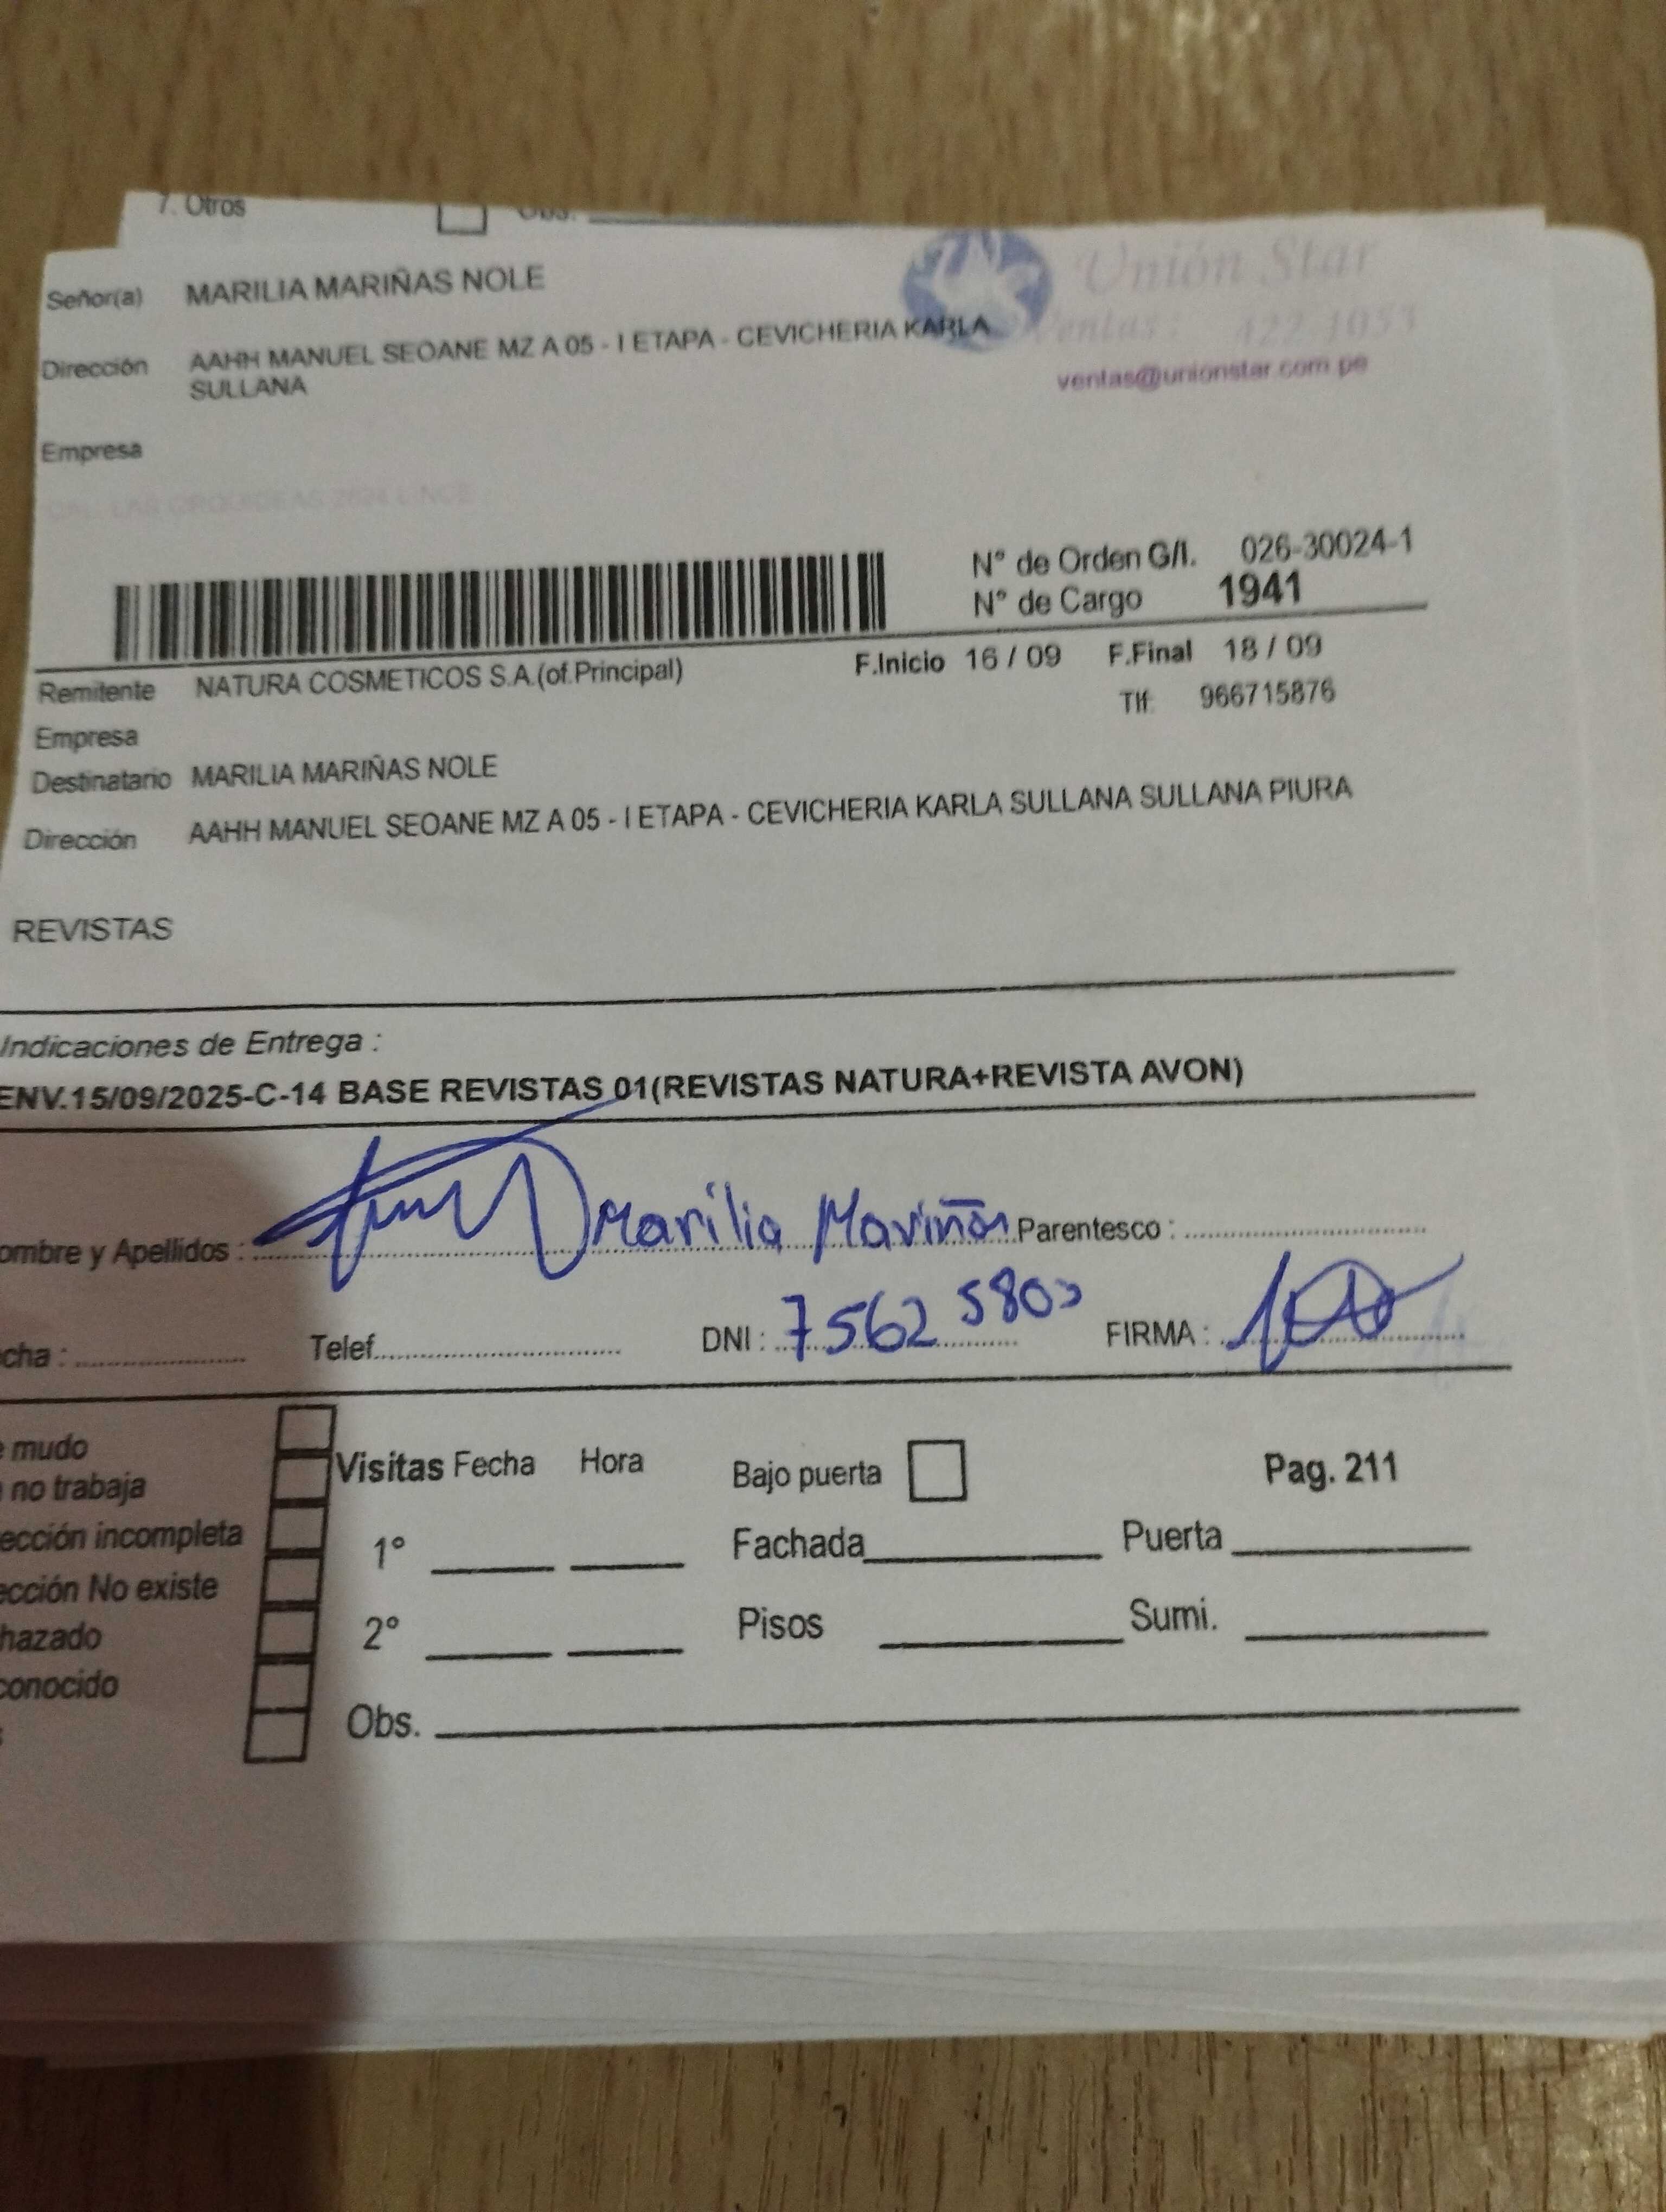 7. Otros Obs.
Señor(a) MARILIA MARIÑAS NOLE
Unión Star
Ventas: 422 1053
ventas@unionstar.com.pe
Dirección AAHH MANUEL SEOANE MZ A 05 - I ETAPA - CEVICHERIA KARLA
SULLANA
Empresa
N° de Orden G/I. 026-30024-1
N° de Cargo 1941
Remitente NATURA COSMETICOS S.A.(of.Principal) F.Inicio 16 / 09 F.Final 18 / 09
Tlf: 966715876
Empresa
Destinatario MARILIA MARIÑAS NOLE
Dirección AAHH MANUEL SEOANE MZ A 05 - I ETAPA - CEVICHERIA KARLA SULLANA SULLANA PIURA
REVISTAS
Indicaciones de Entrega :
ENV.15/09/2025-C-14 BASE REVISTAS 01(REVISTAS NATURA+REVISTA AVON)
ombre y Apellidos : Marilia Mariñas Parentesco :
cha : Telef. DNI : 7562 FIRMA :
e mudo
no trabaja
ección incompleta
ección No existe
hazado
conocido
Visitas Fecha Hora Bajo puerta Pag. 211
1° Fachada Puerta
2° Pisos Sumi.
Obs.